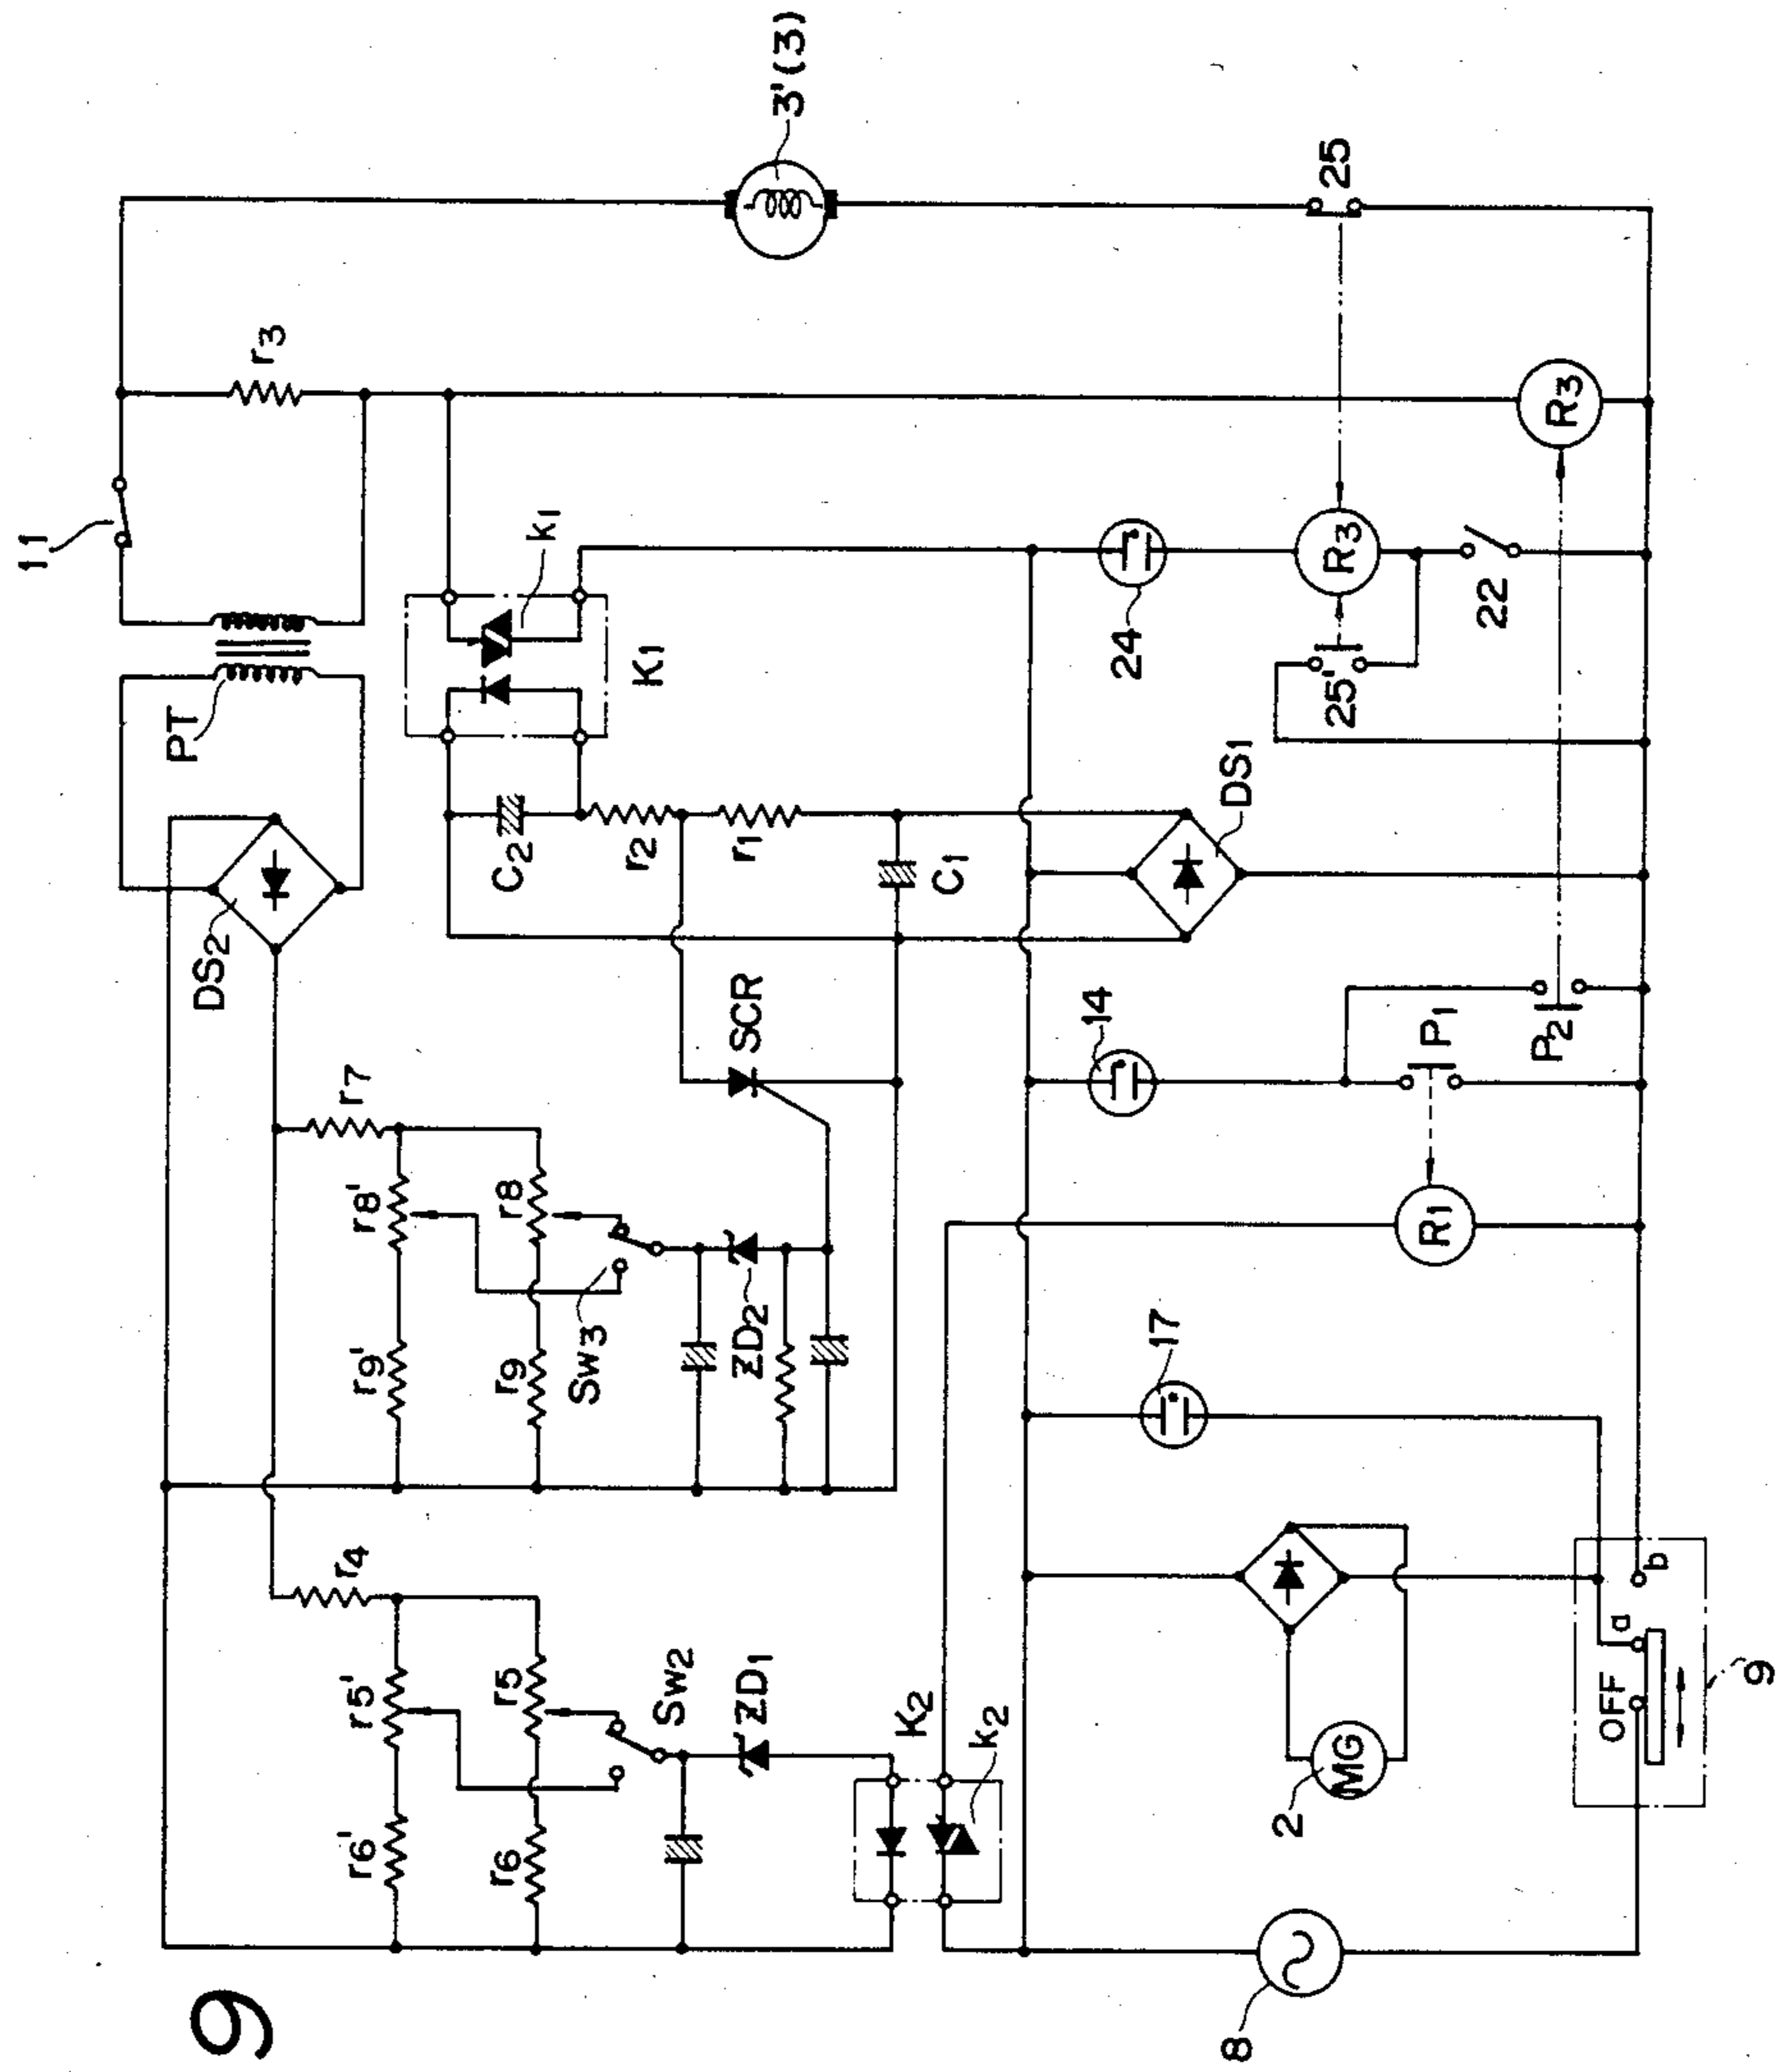 9
11
r3
3'(3)
PT
DS2
k1
K1
C2
r2
r1
C1
DS1
24
R3
25
25'
22
R3
r7
r8'
r8
r9'
r9
Sw3
ZD2
SCR
14
P1
P2
R1
17
r4
r5'
r5
r6'
r6
Sw2
ZD1
K2
k2
MG
2
OFF
a
b
9
8